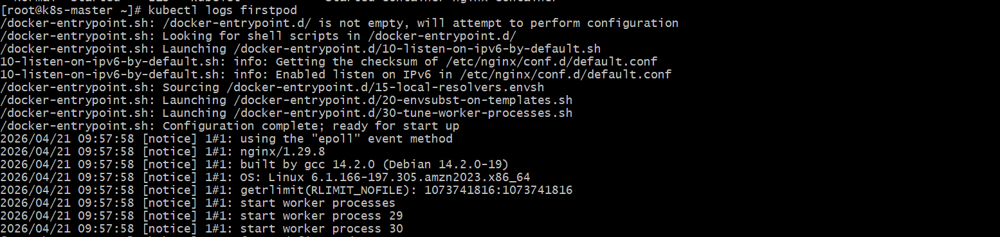 [root@k8s-master ~]# kubectl logs firstpod
/docker-entrypoint.sh: /docker-entrypoint.d/ is not empty, will attempt to perform configuration
/docker-entrypoint.sh: Looking for shell scripts in /docker-entrypoint.d/
/docker-entrypoint.sh: Launching /docker-entrypoint.d/10-listen-on-ipv6-by-default.sh
10-listen-on-ipv6-by-default.sh: info: Getting the checksum of /etc/nginx/conf.d/default.conf
10-listen-on-ipv6-by-default.sh: info: Enabled listen on IPv6 in /etc/nginx/conf.d/default.conf
/docker-entrypoint.sh: Sourcing /docker-entrypoint.d/15-local-resolvers.envsh
/docker-entrypoint.sh: Launching /docker-entrypoint.d/20-envsubst-on-templates.sh
/docker-entrypoint.sh: Launching /docker-entrypoint.d/30-tune-worker-processes.sh
/docker-entrypoint.sh: Configuration complete; ready for start up
2026/04/21 09:57:58 [notice] 1#1: using the "epoll" event method
2026/04/21 09:57:58 [notice] 1#1: nginx/1.29.8
2026/04/21 09:57:58 [notice] 1#1: built by gcc 14.2.0 (Debian 14.2.0-19)
2026/04/21 09:57:58 [notice] 1#1: OS: Linux 6.1.166-197.305.amzn2023.x86_64
2026/04/21 09:57:58 [notice] 1#1: getrlimit(RLIMIT_NOFILE): 1073741816:1073741816
2026/04/21 09:57:58 [notice] 1#1: start worker processes
2026/04/21 09:57:58 [notice] 1#1: start worker process 29
2026/04/21 09:57:58 [notice] 1#1: start worker process 30